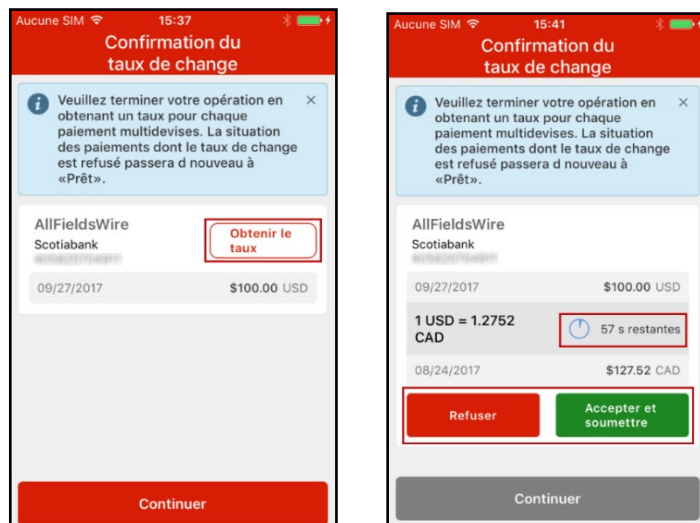 Aucune SIM 15:37
Confirmation du
taux de change
Veuillez terminer votre opération en
obtenant un taux pour chaque
paiement multidevises. La situation
des paiements dont le taux de change
est refusé passera d nouveau à
«Prêt».
AllFieldsWire
Scotiabank
Obtenir le
taux
09/27/2017 $100.00 USD
Continuer
Aucune SIM 15:41
Confirmation du
taux de change
Veuillez terminer votre opération en
obtenant un taux pour chaque
paiement multidevises. La situation
des paiements dont le taux de change
est refusé passera d nouveau à
«Prêt».
AllFieldsWire
Scotiabank
09/27/2017 $100.00 USD
1 USD = 1.2752
CAD
57 s restantes
08/24/2017 $127.52 CAD
Refuser
Accepter et
soumettre
Continuer